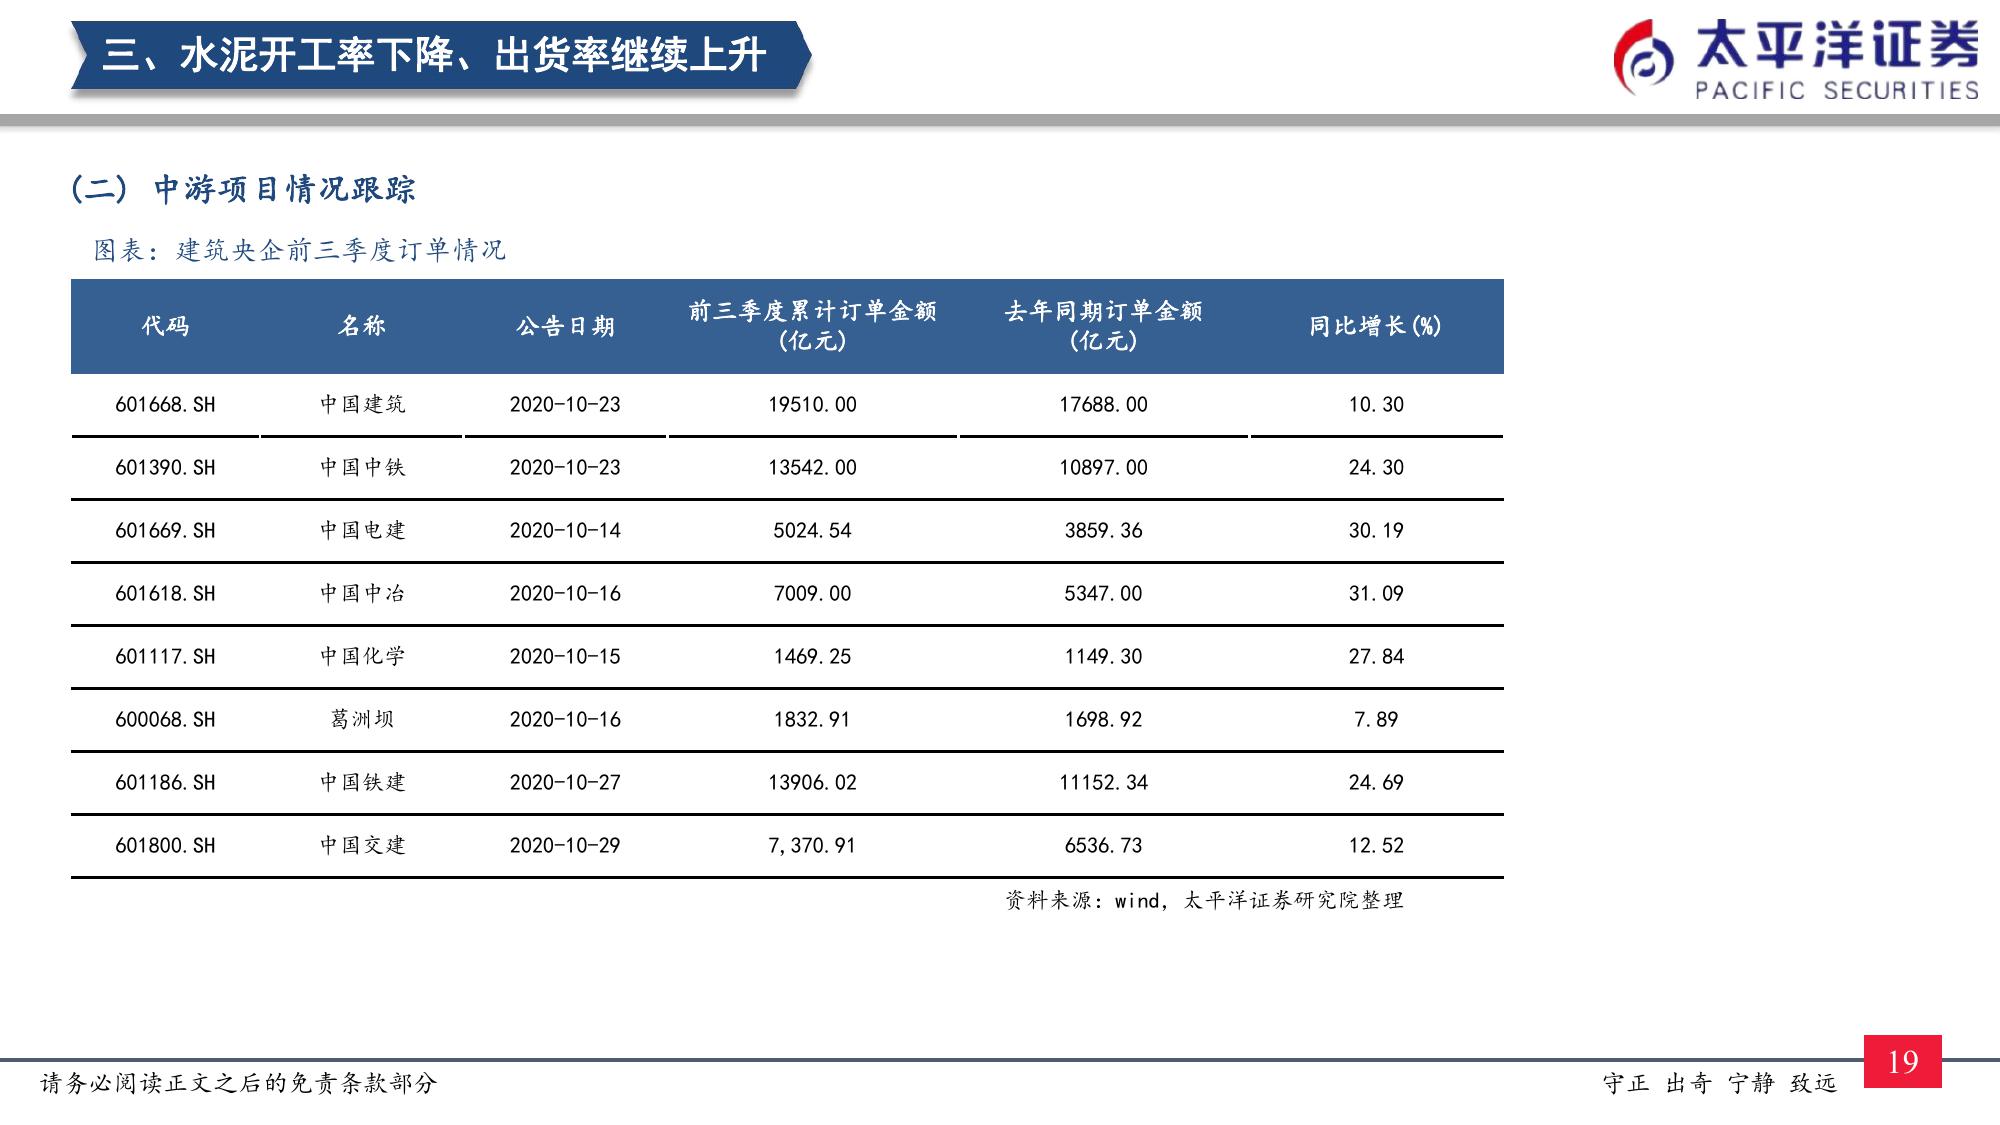 三、水泥开工率下降、出货率继续上升
太平洋证券
PACIFIC SECURITIES
(二) 中游项目情况跟踪
图表：建筑央企前三季度订单情况
代码 名称 公告日期 前三季度累计订单金额(亿元) 去年同期订单金额(亿元) 同比增长(%)
601668.SH 中国建筑 2020-10-23 19510.00 17688.00 10.30
601390.SH 中国中铁 2020-10-23 13542.00 10897.00 24.30
601669.SH 中国电建 2020-10-14 5024.54 3859.36 30.19
601618.SH 中国中冶 2020-10-16 7009.00 5347.00 31.09
601117.SH 中国化学 2020-10-15 1469.25 1149.30 27.84
600068.SH 葛洲坝 2020-10-16 1832.91 1698.92 7.89
601186.SH 中国铁建 2020-10-27 13906.02 11152.34 24.69
601800.SH 中国交建 2020-10-29 7,370.91 6536.73 12.52
资料来源：wind，太平洋证券研究院整理
请务必阅读正文之后的免责条款部分
守正 出奇 宁静 致远
19